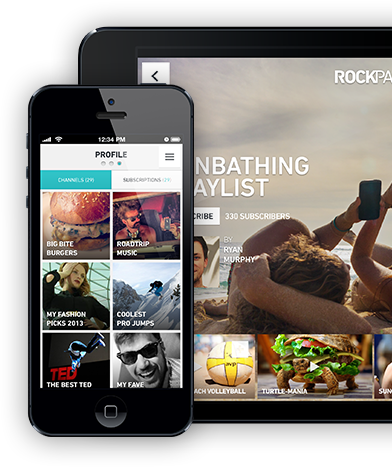 12:34 PM
PROFILE
CHANNELS (29)
SUBSCRIPTIONS (29)
BIG BITE
BURGERS
ROADTRIP
MUSIC
MY FASHION
PICKS 2013
COOLEST
PRO JUMPS
TED
THE BEST TED
MY FAVE
ROCKPA
NBATHING
AYLIST
RIBE
330 SUBSCRIBERS
BY
RYAN
MURPHY
ACH VOLLEYBALL
TURTLE-MANIA
SUN